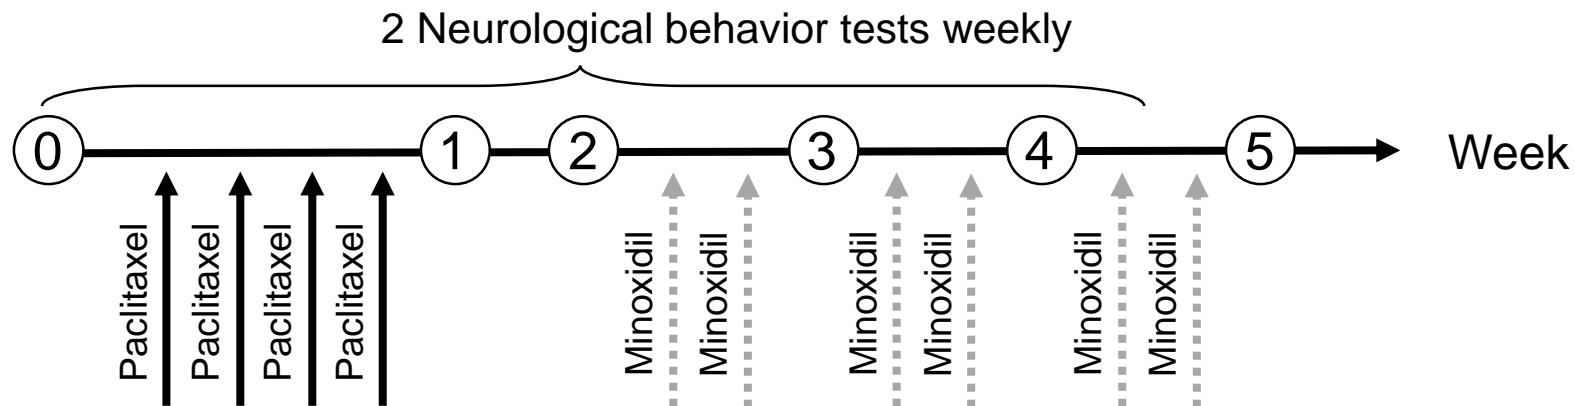 2 Neurological behavior tests weekly
0 1 2 3 4 5 Week
Paclitaxel
Paclitaxel
Paclitaxel
Paclitaxel
Minoxidil
Minoxidil
Minoxidil
Minoxidil
Minoxidil
Minoxidil